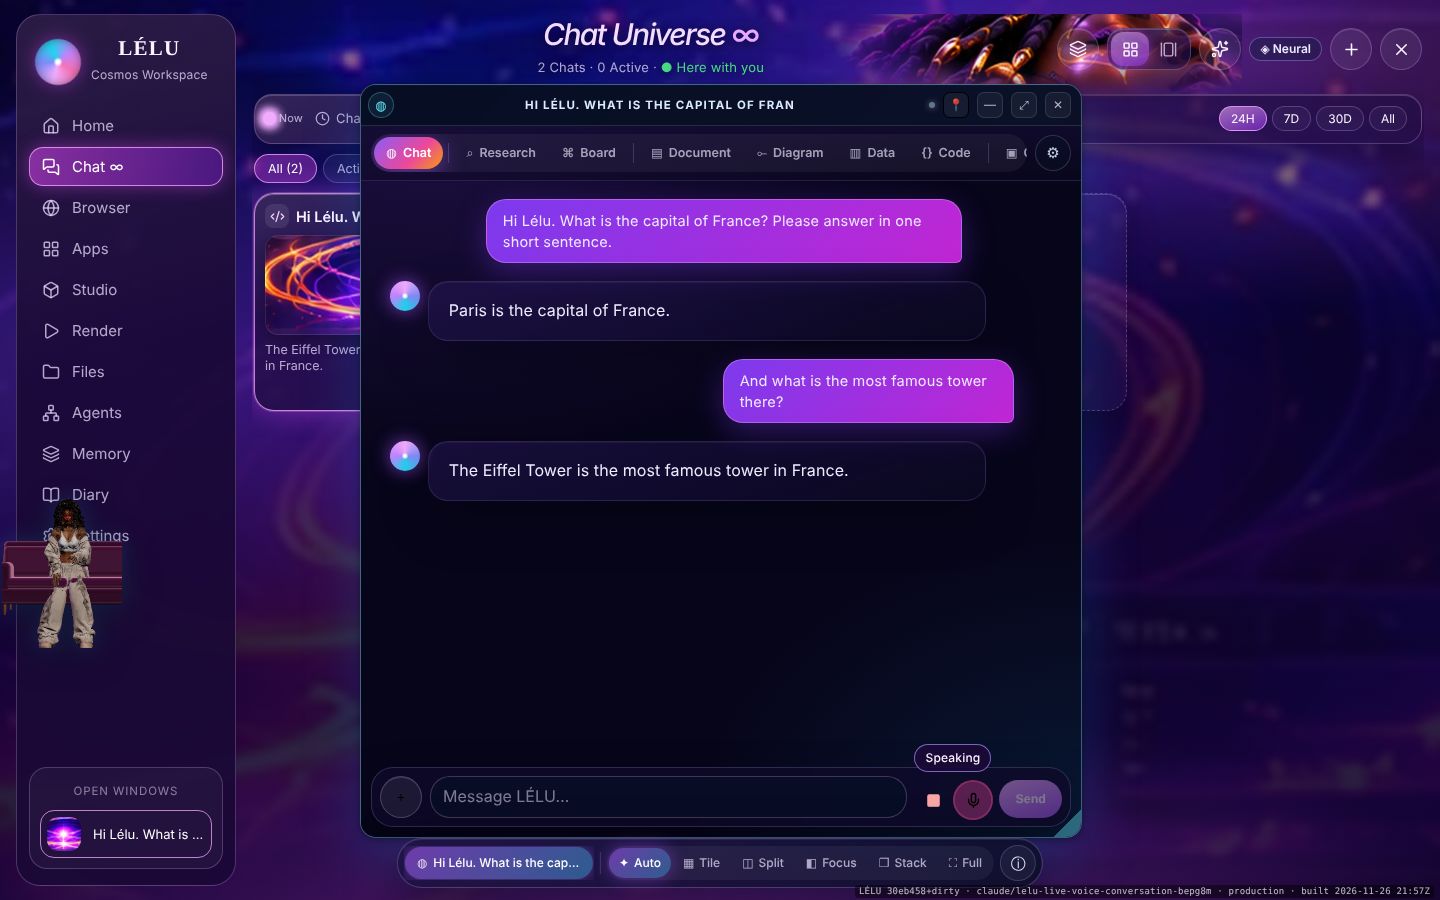 LÉLU
Cosmos Workspace
Home
Chat ∞
Browser
Apps
Studio
Render
Files
Agents
Memory
Diary
ettings
OPEN WINDOWS
Hi Lélu. What is ...
Chat Universe ∞
2 Chats · 0 Active · Here with you
Neural
Now
Cha
24H 7D 30D All
All (2) Acti
Hi Lélu. W
The Eiffel Tower
in France.
HI LÉLU. WHAT IS THE CAPITAL OF FRAN
Chat Research Board Document Diagram Data {} Code
Hi Lélu. What is the capital of France? Please answer in one
short sentence.
Paris is the capital of France.
And what is the most famous tower
there?
The Eiffel Tower is the most famous tower in France.
Speaking
Message LÉLU...
Send
Hi Lélu. What is the cap... Auto Tile Split Focus Stack Full
LÉLU 30eb458+dirty · claude/lelu-live-voice-conversation-bepg8m · production · built 2026-11-26 21:57Z